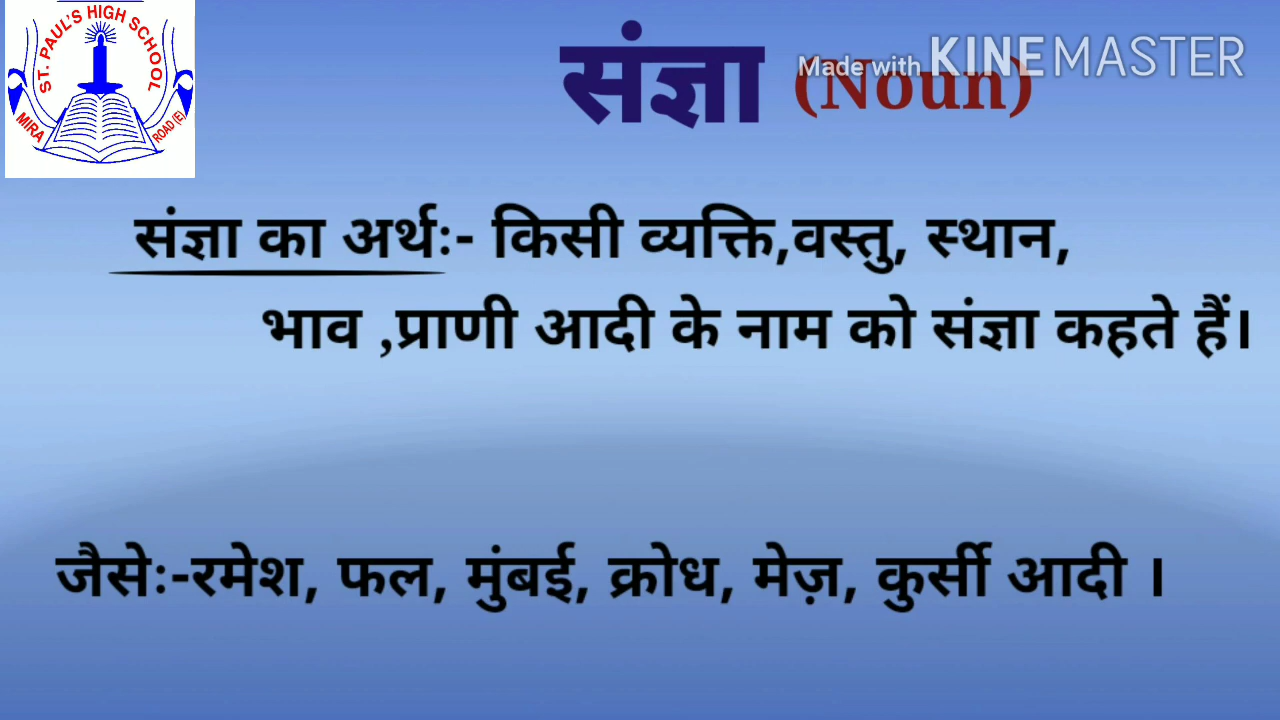 ST. PAUL'S HIGH SCHOOL
MIRA ROAD (E)
Made with KINEMASTER
संज्ञा (Noun)
संज्ञा का अर्थ:- किसी व्यक्ति,वस्तु, स्थान,
भाव ,प्राणी आदी के नाम को संज्ञा कहते हैं।
जैसे:-रमेश, फल, मुंबई, क्रोध, मेज़, कुर्सी आदी ।